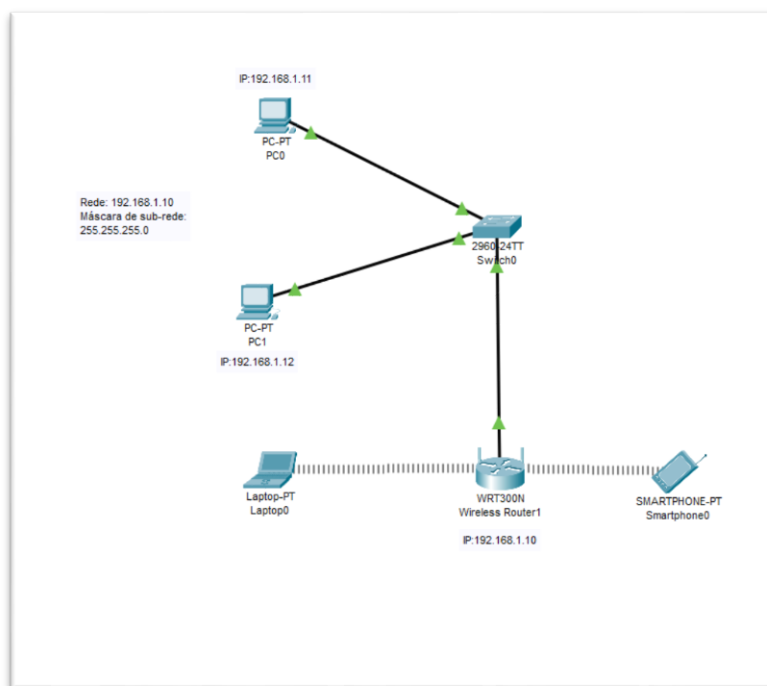 IP:192.168.1.11
PC-PT
PC0
Rede: 192.168.1.10
Máscara de sub-rede:
255.255.255.0
2960-24TT
Switch0
PC-PT
PC1
IP:192.168.1.12
Laptop-PT
Laptop0
WRT300N
Wireless Router1
SMARTPHONE-PT
Smartphone0
IP:192.168.1.10